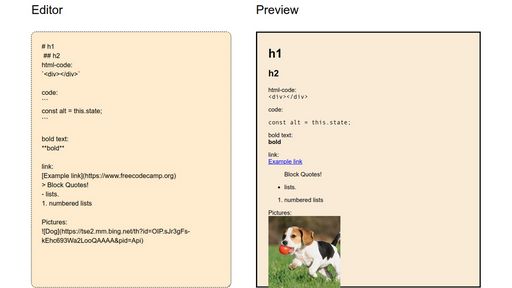 Editor
# h1
## h2
html-code:
`<div></div>`
code:
```
const alt = this.state;
```
bold text:
**bold**
link:
[Example link](https://www.freecodecamp.org)
> Block Quotes!
- lists.
1. numbered lists
Pictures:
![Dog](https://tse2.mm.bing.net/th?id=OIP.sJr3gFs-
kEhc693Wa2LooQAAAA&pid=Api)
Preview
h1
h2
html-code:
<div></div>
code:
const alt = this.state;
bold text:
bold
link:
Example link
Block Quotes!
• lists.
1. numbered lists
Pictures: